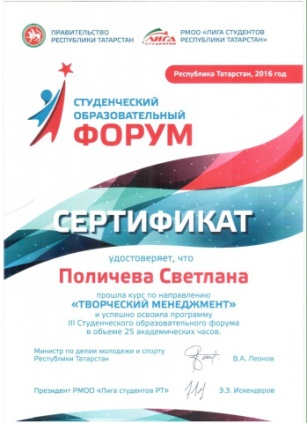 ПРАВИТЕЛЬСТВО
РЕСПУБЛИКИ ТАТАРСТАН
ЛИГА
СТУДЕНТОВ
РМОО «ЛИГА СТУДЕНТОВ
РЕСПУБЛИКИ ТАТАРСТАН»
Республика Татарстан, 2016 год
СТУДЕНЧЕСКИЙ
ОБРАЗОВАТЕЛЬНЫЙ
ФОРУМ
СЕРТИФИКАТ
удостоверяет, что
Поличева Светлана
прошла курс по направлению
«ТВОРЧЕСКИЙ МЕНЕДЖМЕНТ»
и успешно освоила программу
III Студенческого образовательного форума
в объеме 25 академических часов.
Министр по делам молодежи и спорту
Республики Татарстан
В.А. Леонов
Президент РМОО «Лига студентов РТ»
Э.Э. Искендеров